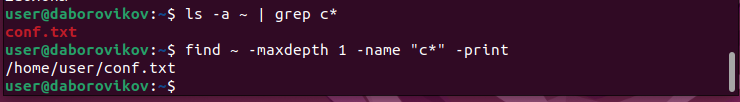 user@daborovikov:~$ ls -a ~ | grep c*
conf.txt
user@daborovikov:~$ find ~ -maxdepth 1 -name "c*" -print
/home/user/conf.txt
user@daborovikov:~$